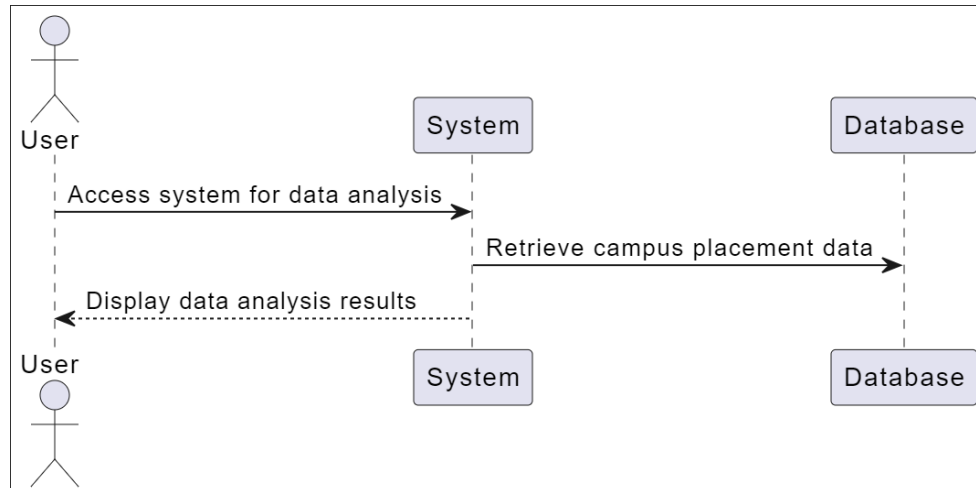 User
System
Database
Access system for data analysis
Retrieve campus placement data
Display data analysis results
User
System
Database